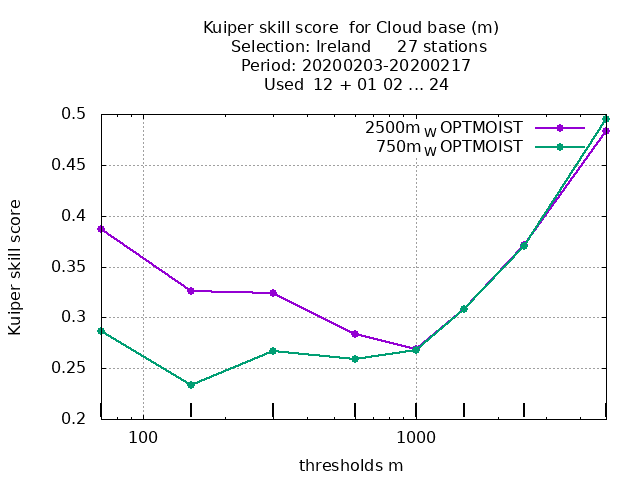 Kuiper skill score  for Cloud base (m)
Selection: Ireland     27 stations
Period: 20200203-20200217
Used  12 + 01 02 ... 24
2500m W OPTMOIST
750m W OPTMOIST
0.5
0.45
0.4
0.35
0.3
0.25
0.2
Kuiper skill score
100
1000
thresholds m